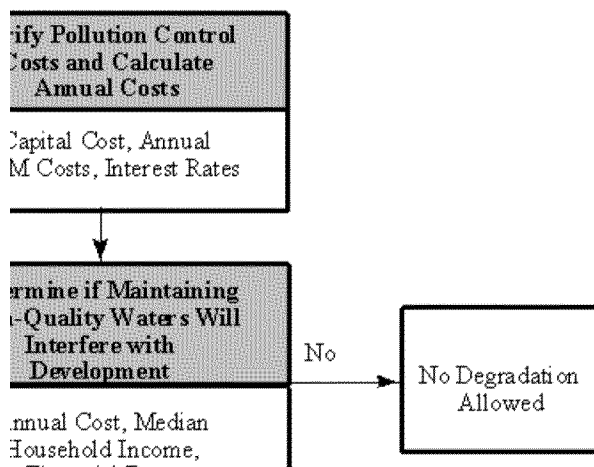 rify Pollution Control
Costs and Calculate
Annual Costs
Capital Cost, Annual
M Costs, Interest Rates
ermine if Maintaining
-Quality Waters Will
Interfere with
Development
No
No Degradation
Allowed
nnual Cost, Median
Household Income,